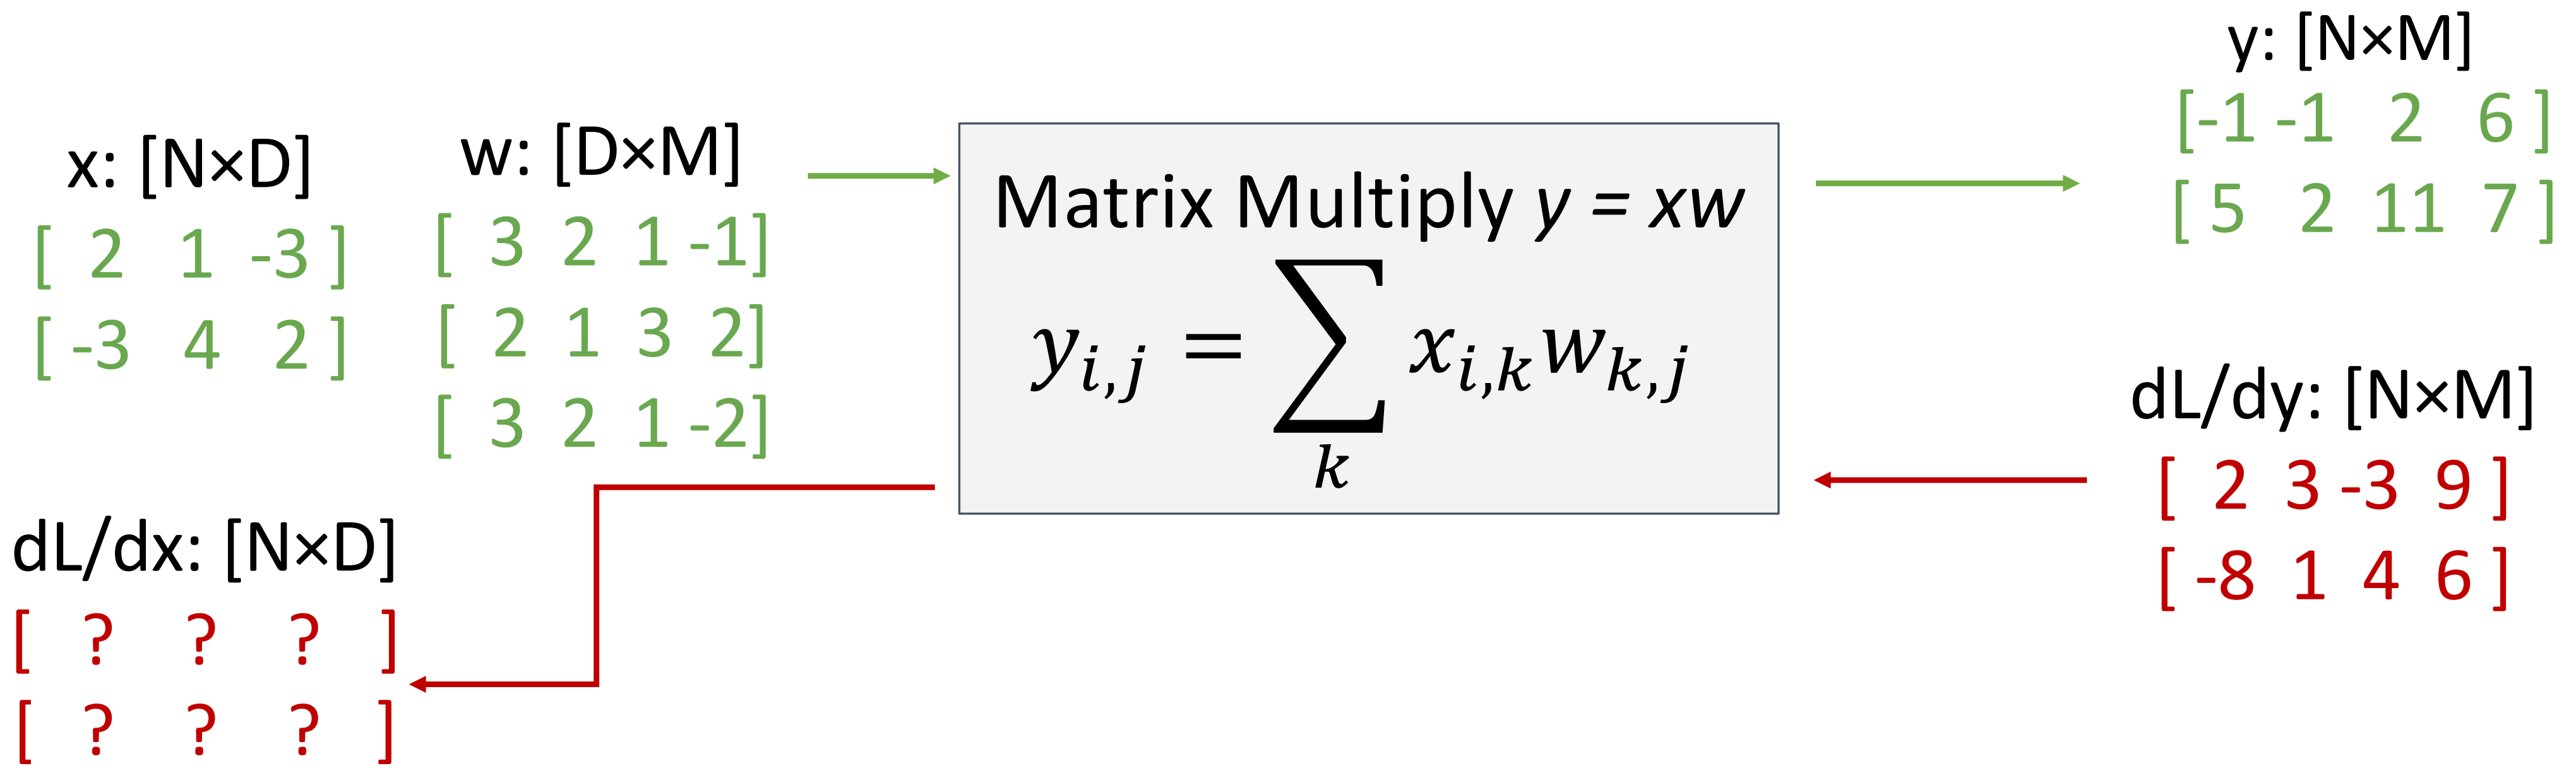 x: [N×D]
[ 2 1 -3 ]
[ -3 4 2 ]
w: [D×M]
[ 3 2 1 -1]
[ 2 1 3 2]
[ 3 2 1 -2]
Matrix Multiply y = xw
y_{i,j} = ∑_k x_{i,k} w_{k,j}
y: [N×M]
[-1 -1 2 6 ]
[ 5 2 11 7 ]
dL/dy: [N×M]
[ 2 3 -3 9 ]
[ -8 1 4 6 ]
dL/dx: [N×D]
[ ? ? ? ]
[ ? ? ? ]